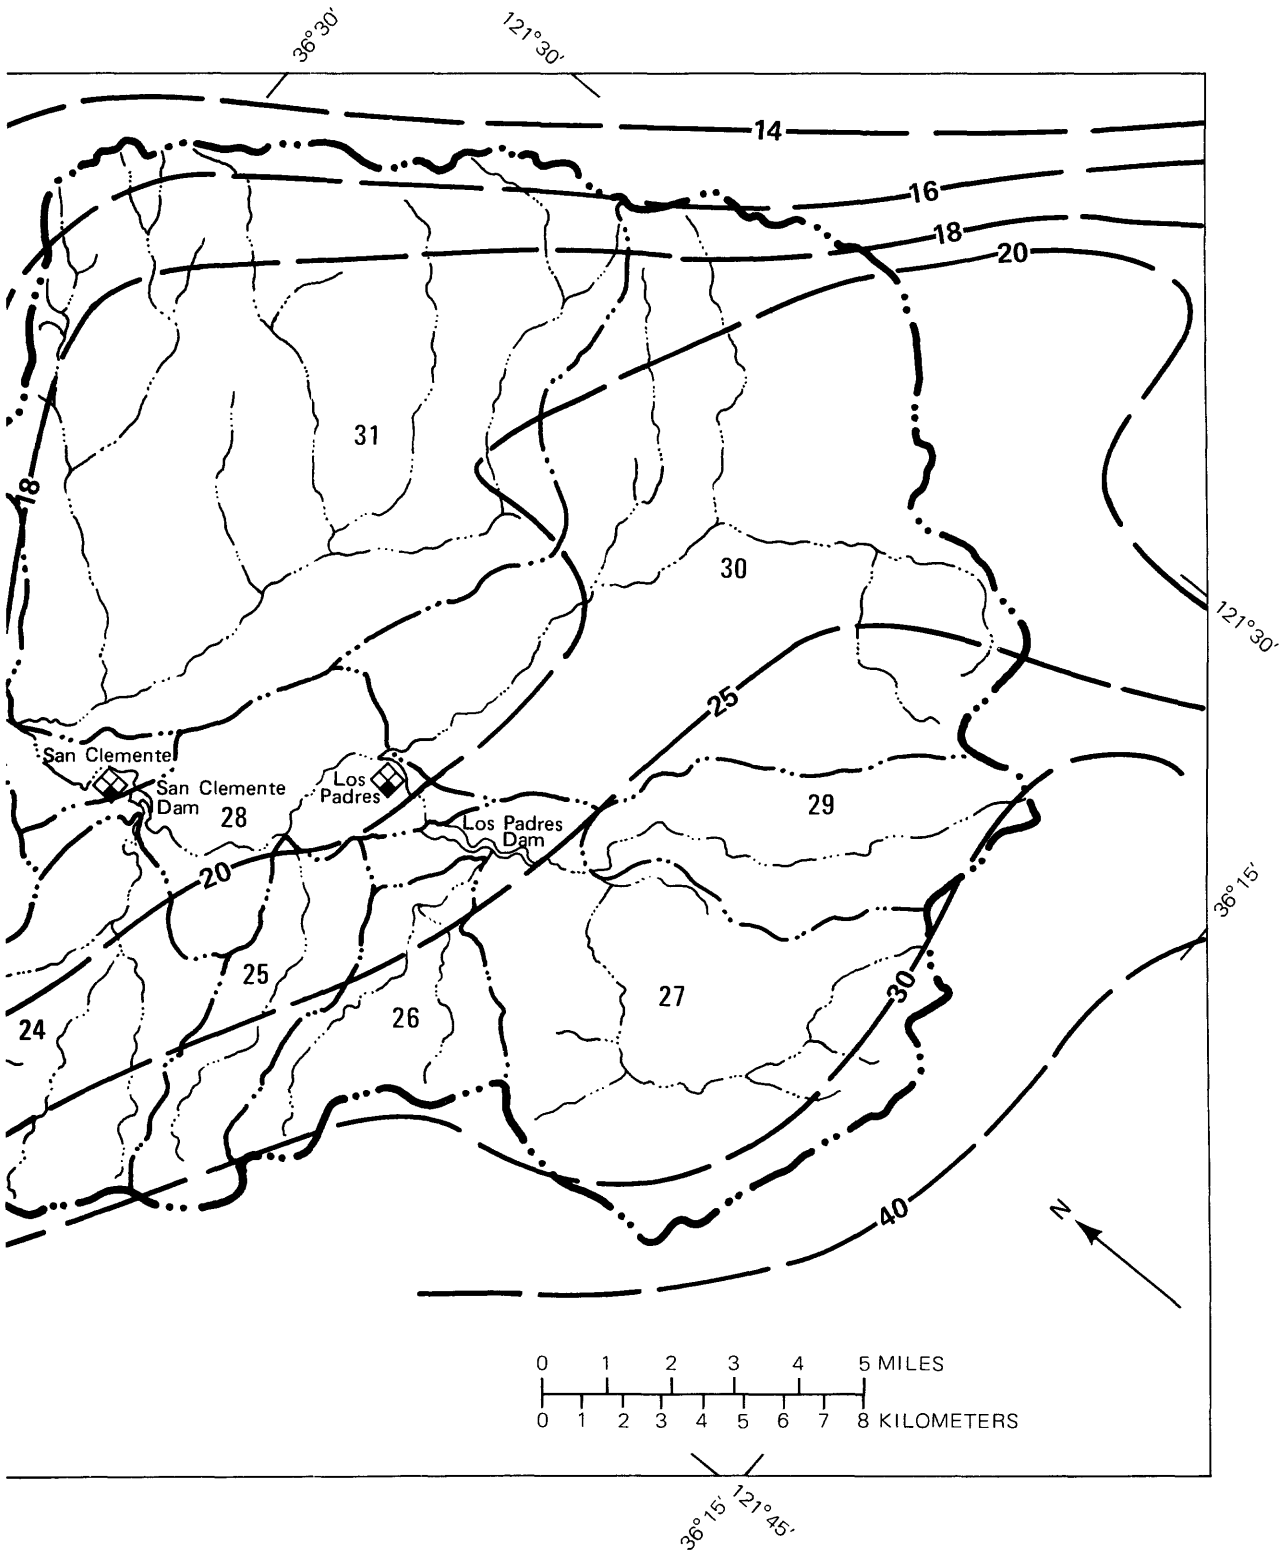 36°30′
121°30′
14
16
18
20
31
18
30
121°30′
25
San Clemente
San Clemente
Dam
Los
Padres
28
29
Los Padres
Dam
20
36°15′
25
27
30
26
24
N
40
0 1 2 3 4 5 MILES
0 1 2 3 4 5 6 7 8 KILOMETERS
36°15′
121°45′